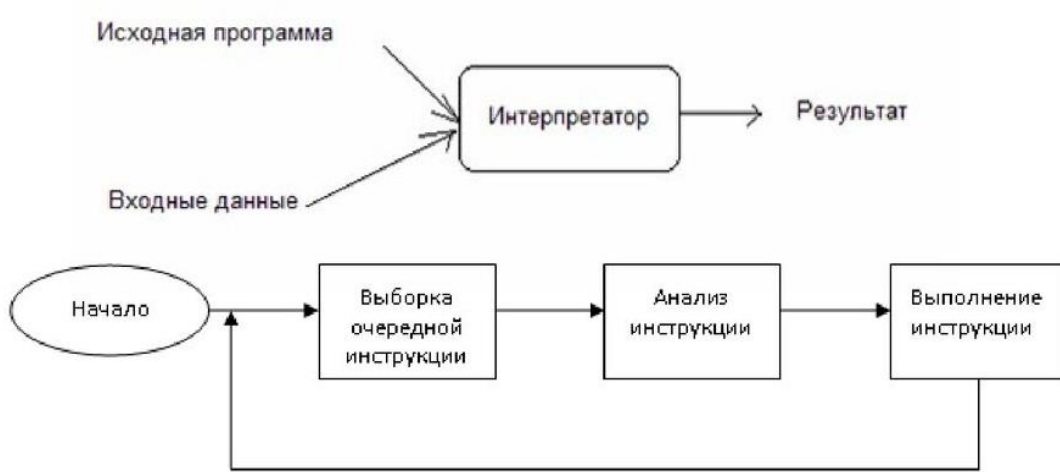 Исходная программа
Интерпретатор
Результат
Входные данные
Начало
Выборка
очередной
инструкции
Анализ
инструкции
Выполнение
инструкции